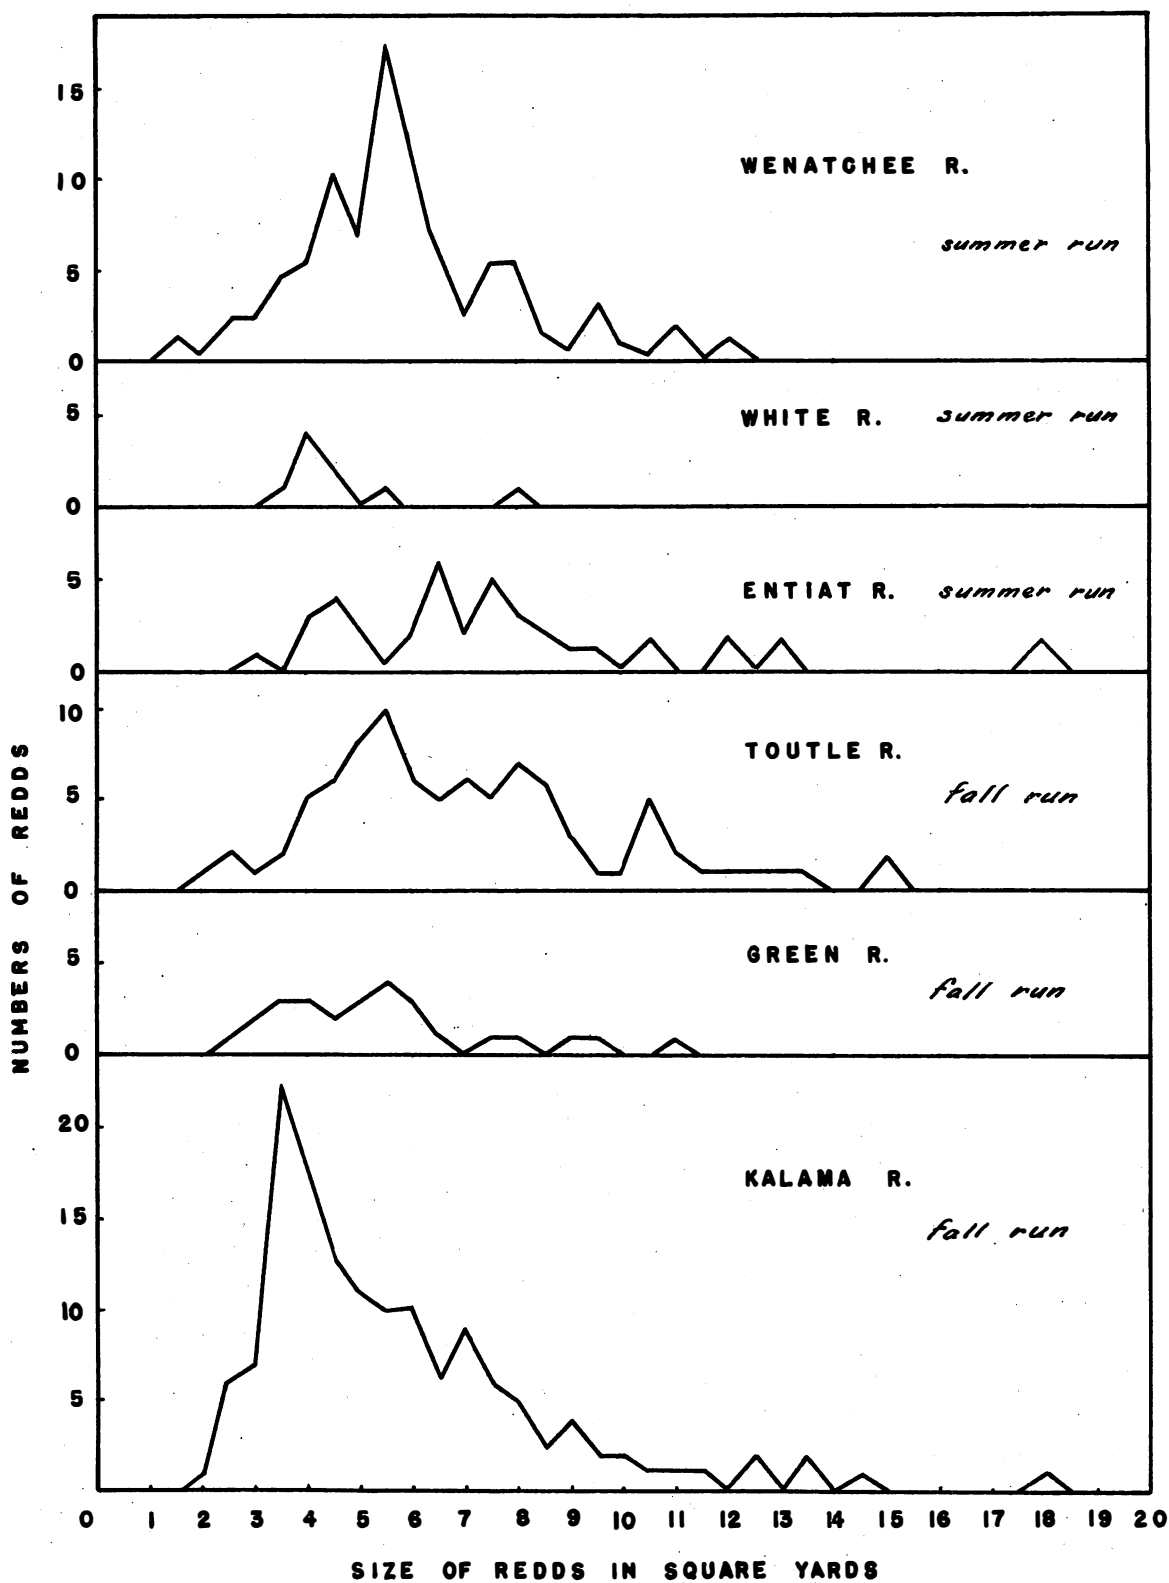 15
10
5
0
WENATCHEE R.
summer run
5
0
WHITE R. summer run
5
0
ENTIAT R. summer run
10
5
0
TOUTLE R.
fall run
5
0
GREEN R.
fall run
20
15
10
5
KALAMA R.
fall run
NUMBERS OF REDDS
0 1 2 3 4 5 6 7 8 9 10 11 12 13 14 15 16 17 18 19 20
SIZE OF REDDS IN SQUARE YARDS